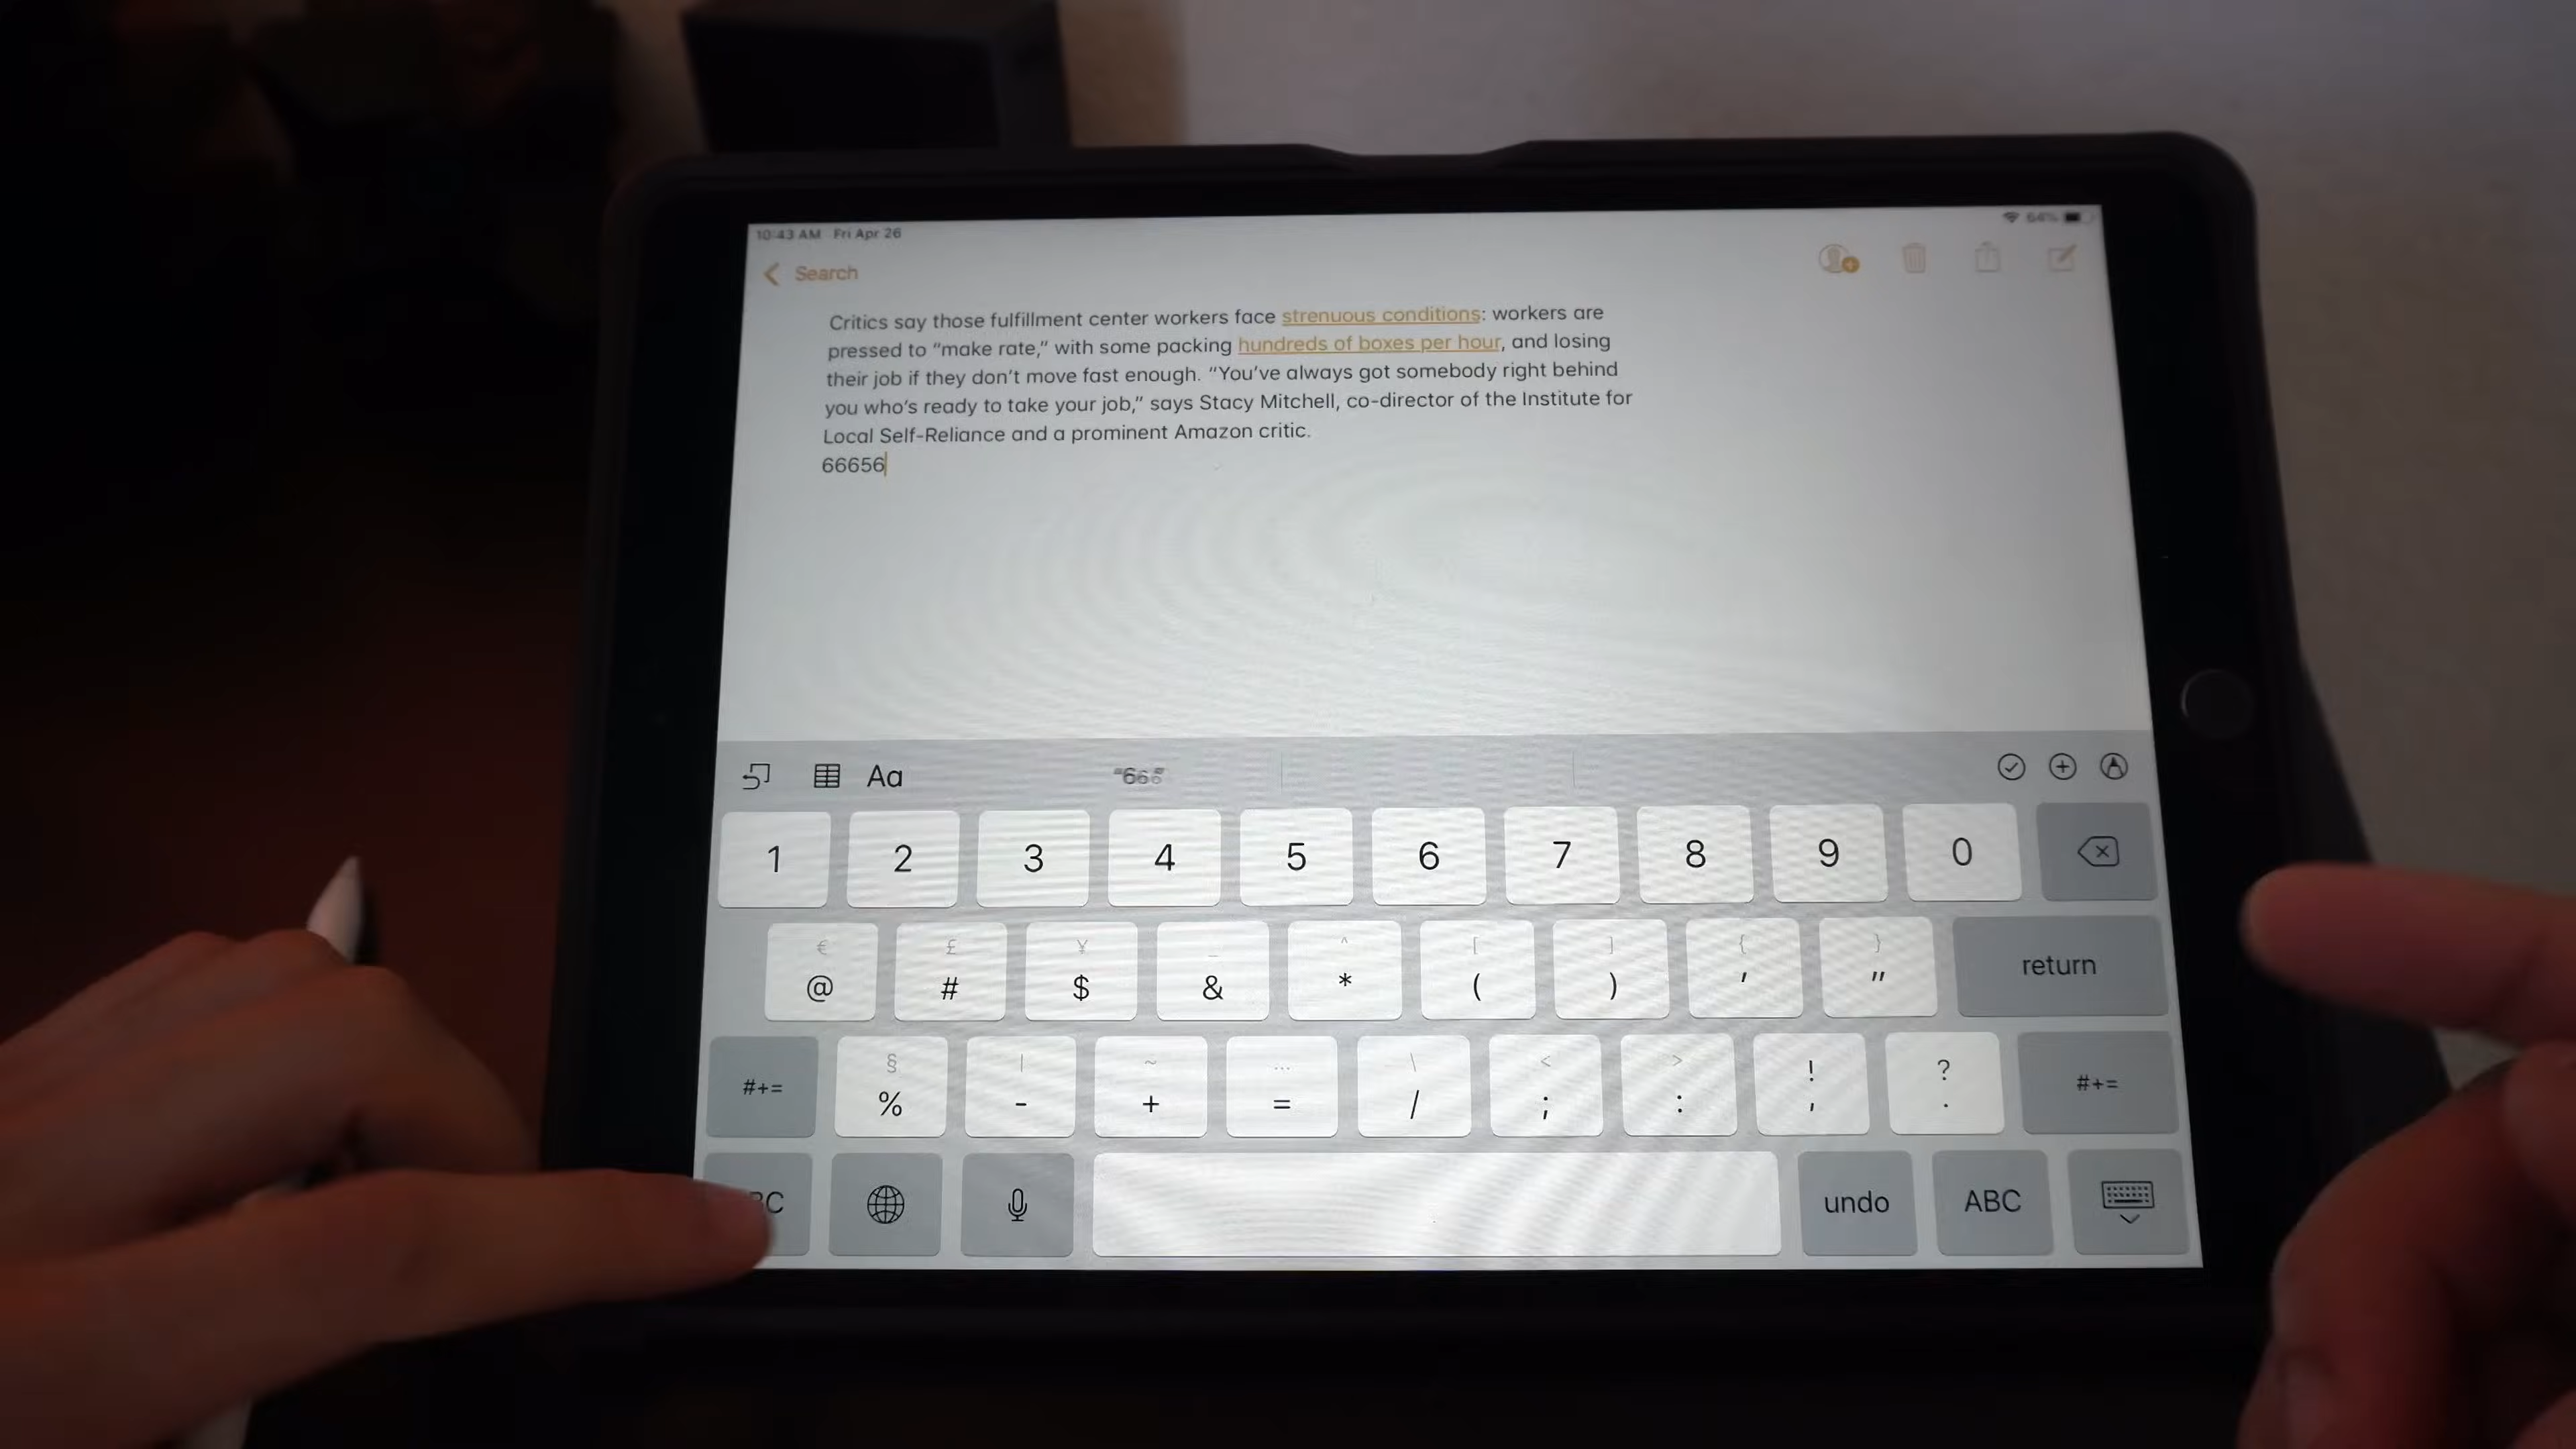 10:43 AM Fri Apr 26
64%
Search
Critics say those fulfillment center workers face strenuous conditions: workers are
pressed to “make rate,” with some packing hundreds of boxes per hour, and losing
their job if they don’t move fast enough. “You’ve always got somebody right behind
you who’s ready to take your job,” says Stacy Mitchell, co-director of the Institute for
Local Self-Reliance and a prominent Amazon critic.
66656
Aa
1 2 3 4 5 6 7 8 9 0
€ £ ¥ _ ^ [ ] { }
@ # $ & * ( ) ' " return
§ | ~ … \ < > ! ?
#+= % - + = / ; : , . #+=
undo ABC